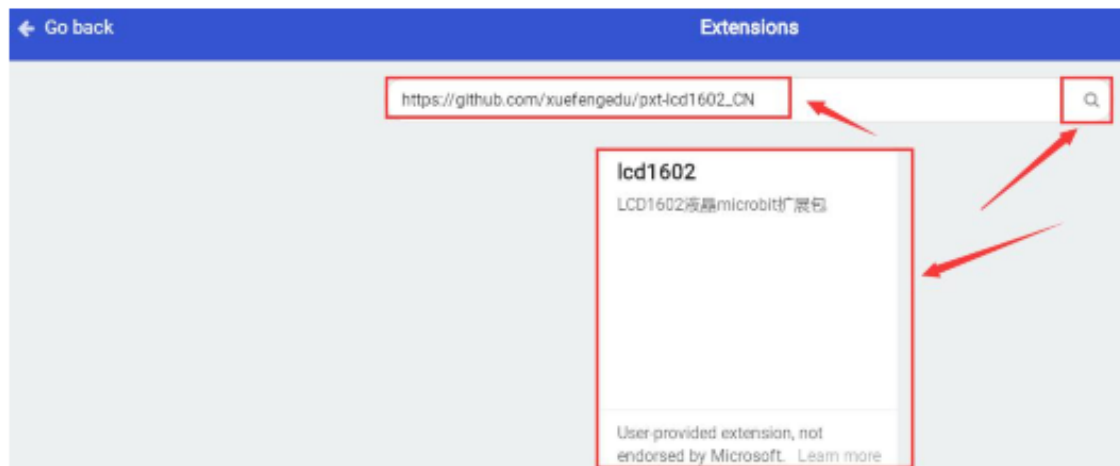 Go back
Extensions
https://github.com/xuefengedu/pxt-lcd1602_CN
lcd1602
LCD1602液晶microbit扩展包
User-provided extension, not
endorsed by Microsoft. Learn more